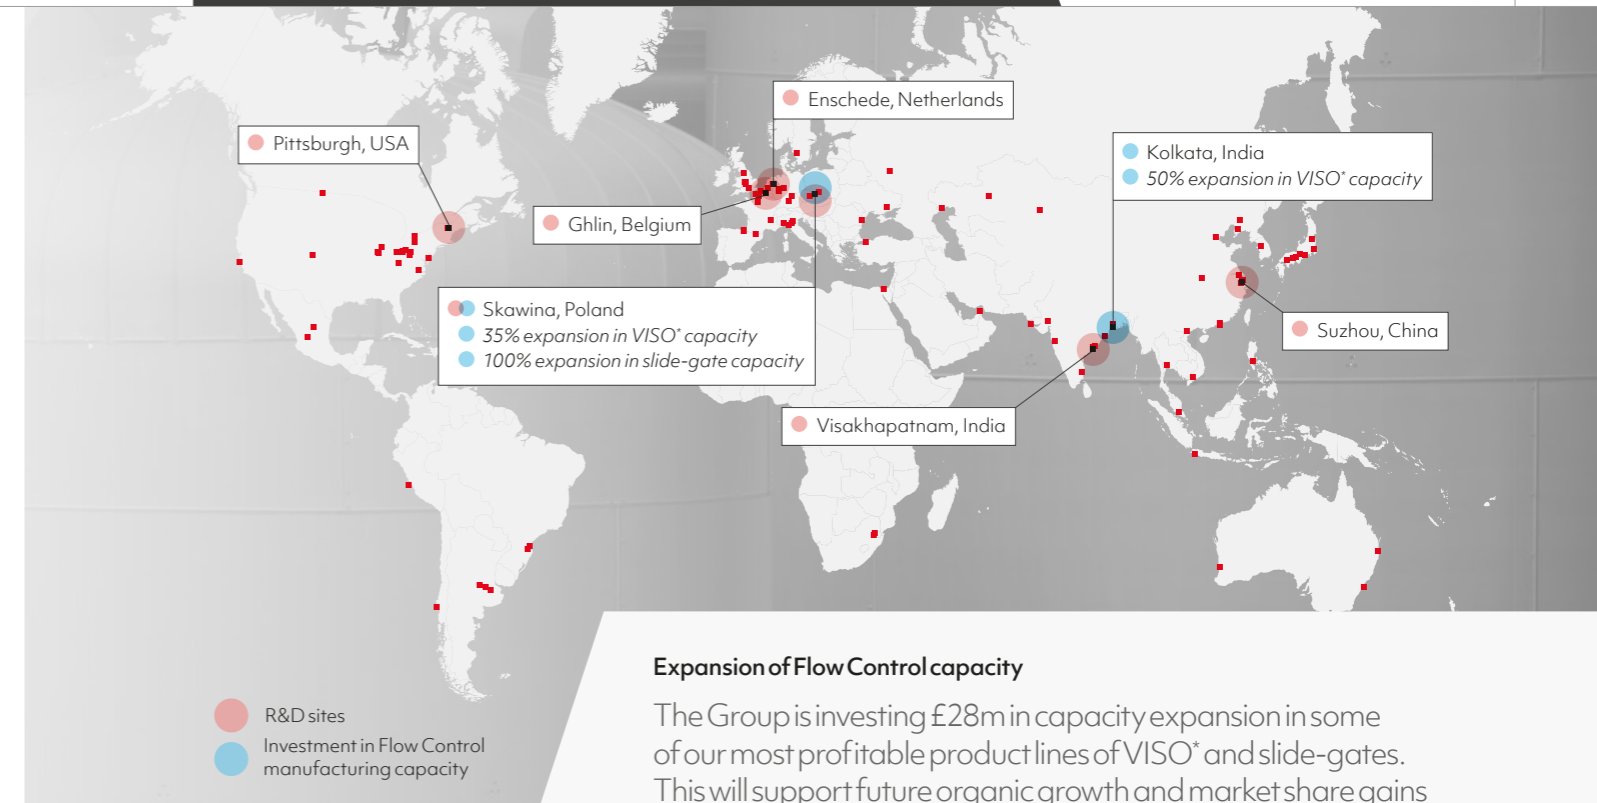 Enschede, Netherlands
Pittsburgh, USA
Kolkata, India
50% expansion in VISO* capacity
Ghlin, Belgium
Skawina, Poland
35% expansion in VISO* capacity
100% expansion in slide-gate capacity
Suzhou, China
Visakhapatnam, India
R&D sites
Investment in Flow Control
manufacturing capacity
Expansion of Flow Control capacity
The Group is investing £28m in capacity expansion in some
of our most profitable product lines of VISO* and slide-gates.
This will support future organic growth and market share gains